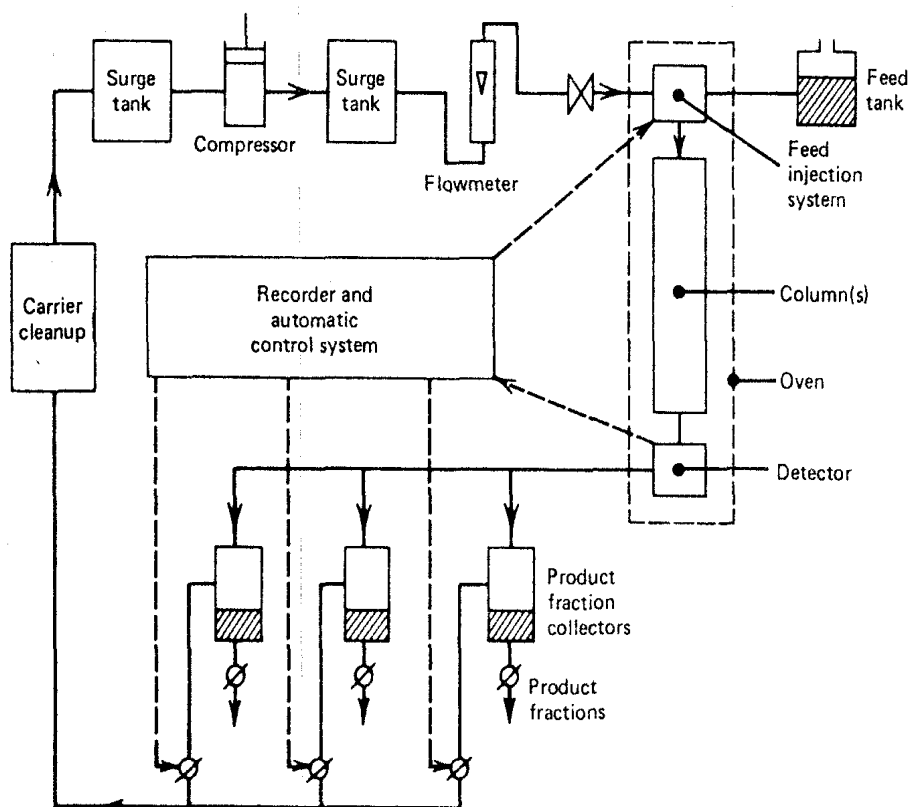 Surge
tank
Compressor
Surge
tank
Flowmeter
Feed
tank
Feed
injection
system
Carrier
cleanup
Recorder and
automatic
control system
Column(s)
Oven
Detector
Product
fraction
collectors
Product
fractions